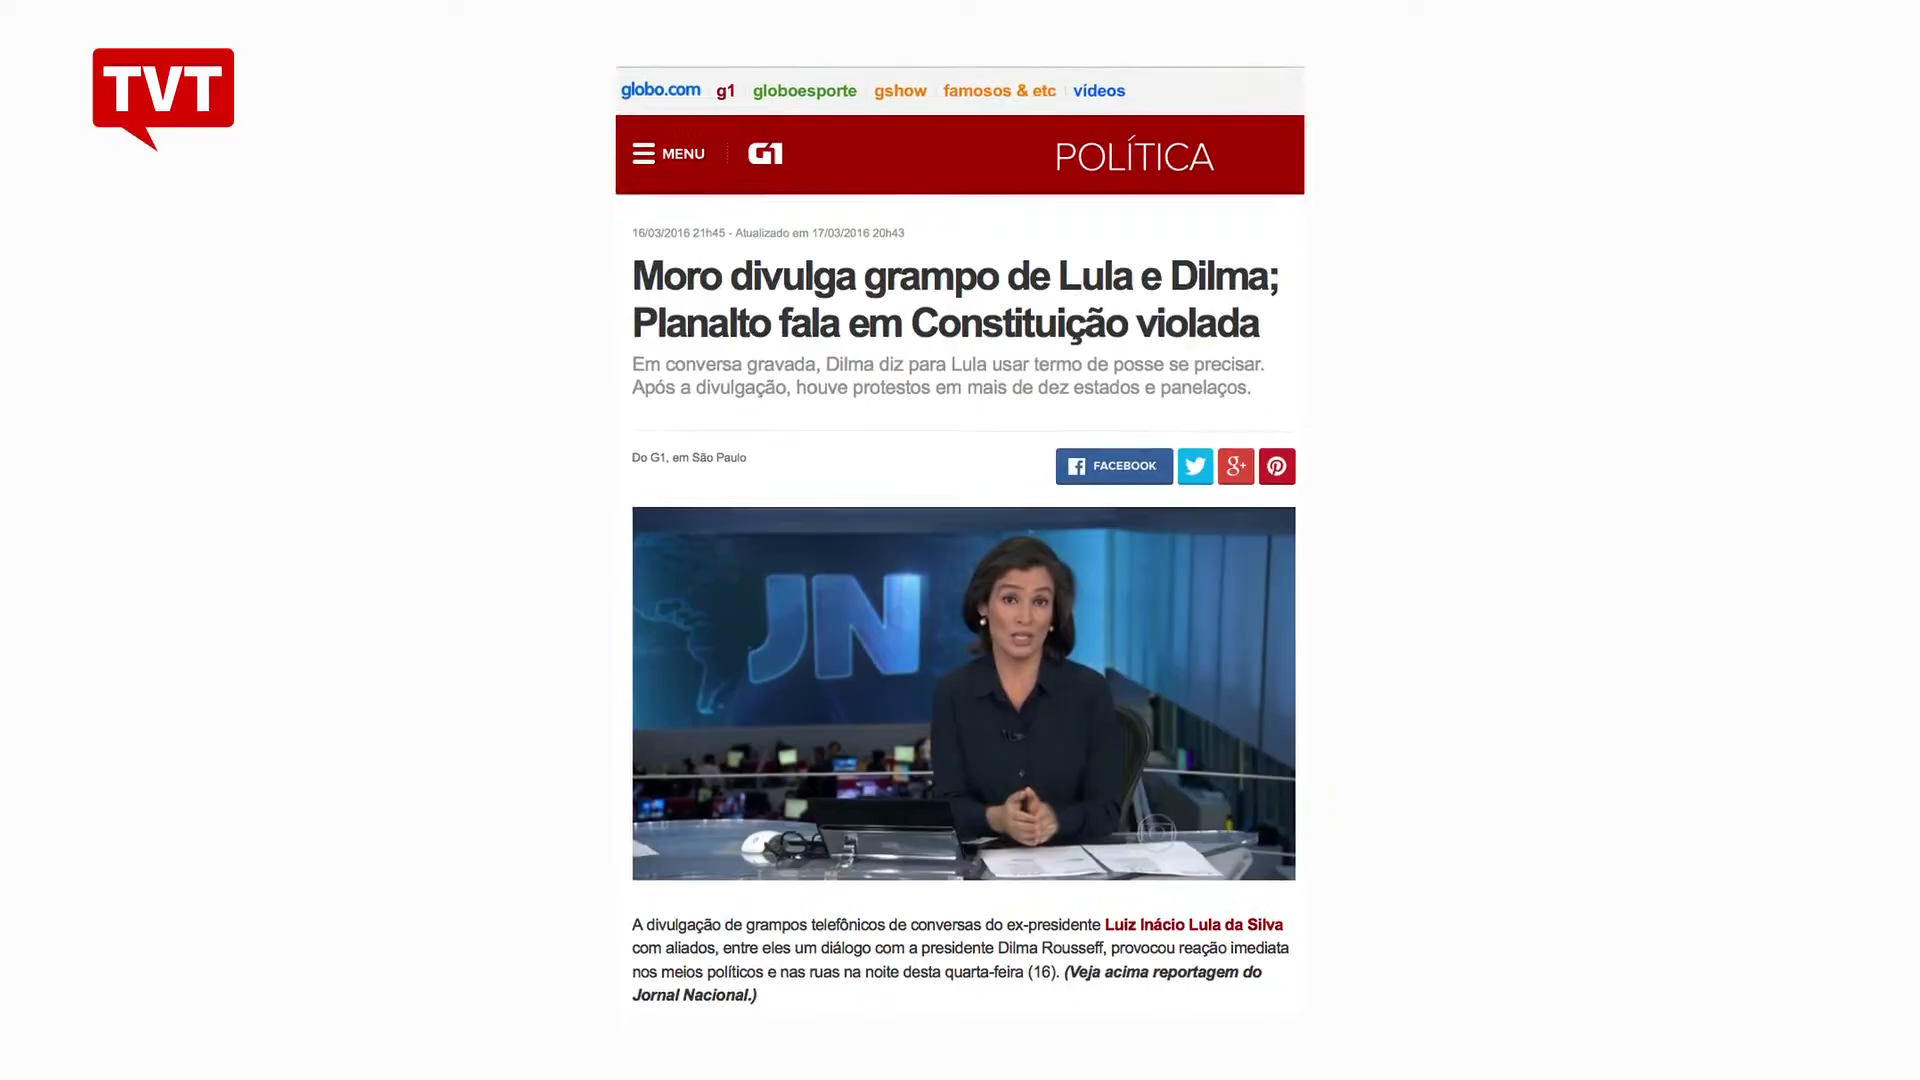 TVT
globo.com g1 globoesporte gshow famosos & etc vídeos
MENU G1 POLÍTICA
16/03/2016 21h45 - Atualizado em 17/03/2016 20h43
Moro divulga grampo de Lula e Dilma;
Planalto fala em Constituição violada
Em conversa gravada, Dilma diz para Lula usar termo de posse se precisar.
Após a divulgação, houve protestos em mais de dez estados e panelaços.
Do G1, em São Paulo
FACEBOOK g+
JN
A divulgação de grampos telefônicos de conversas do ex-presidente Luiz Inácio Lula da Silva
com aliados, entre eles um diálogo com a presidente Dilma Rousseff, provocou reação imediata
nos meios políticos e nas ruas na noite desta quarta-feira (16). (Veja acima reportagem do
Jornal Nacional.)